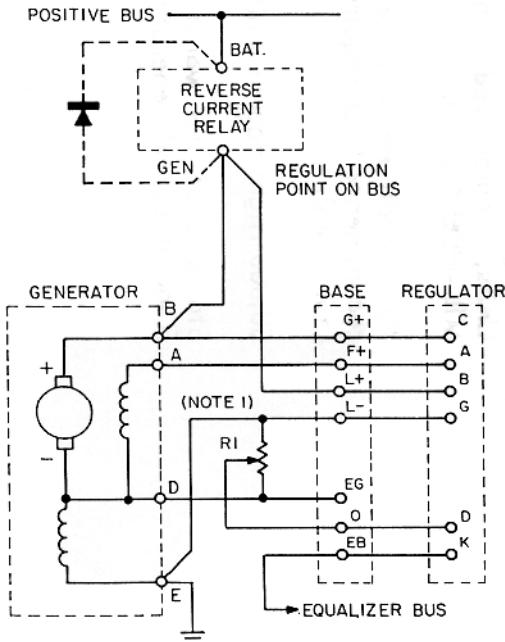 POSITIVE BUS
BAT.
REVERSE
CURRENT
RELAY
GEN
REGULATION
POINT ON BUS
GENERATOR
BASE
REGULATOR
B
G+
C
+
A
F+
A
L+
B
(NOTE 1)
L-
G
-
R1
D
EG
O
D
EB
K
E
EQUALIZER BUS